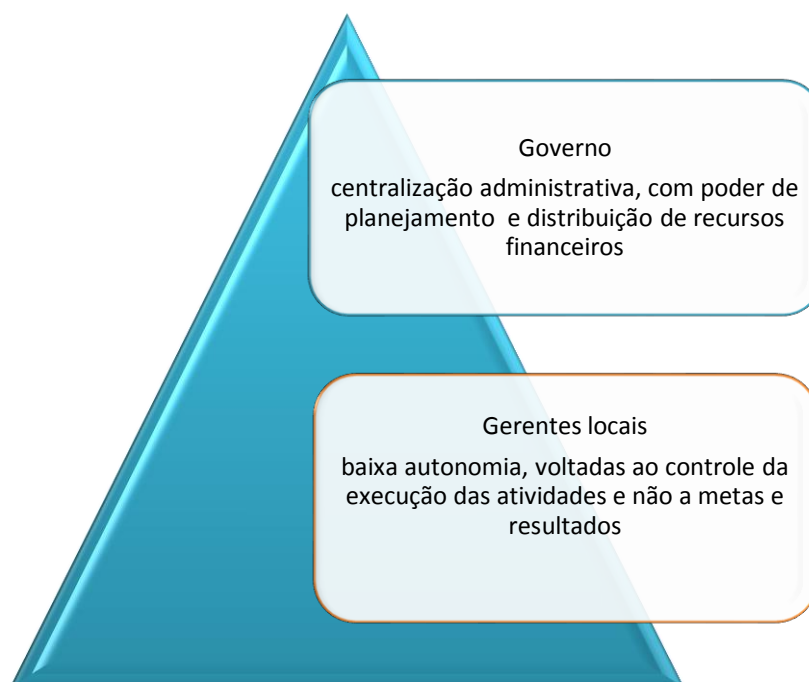 Governo
centralização administrativa, com poder de
planejamento e distribuição de recursos
financeiros
Gerentes locais
baixa autonomia, voltadas ao controle da
execução das atividades e não a metas e
resultados